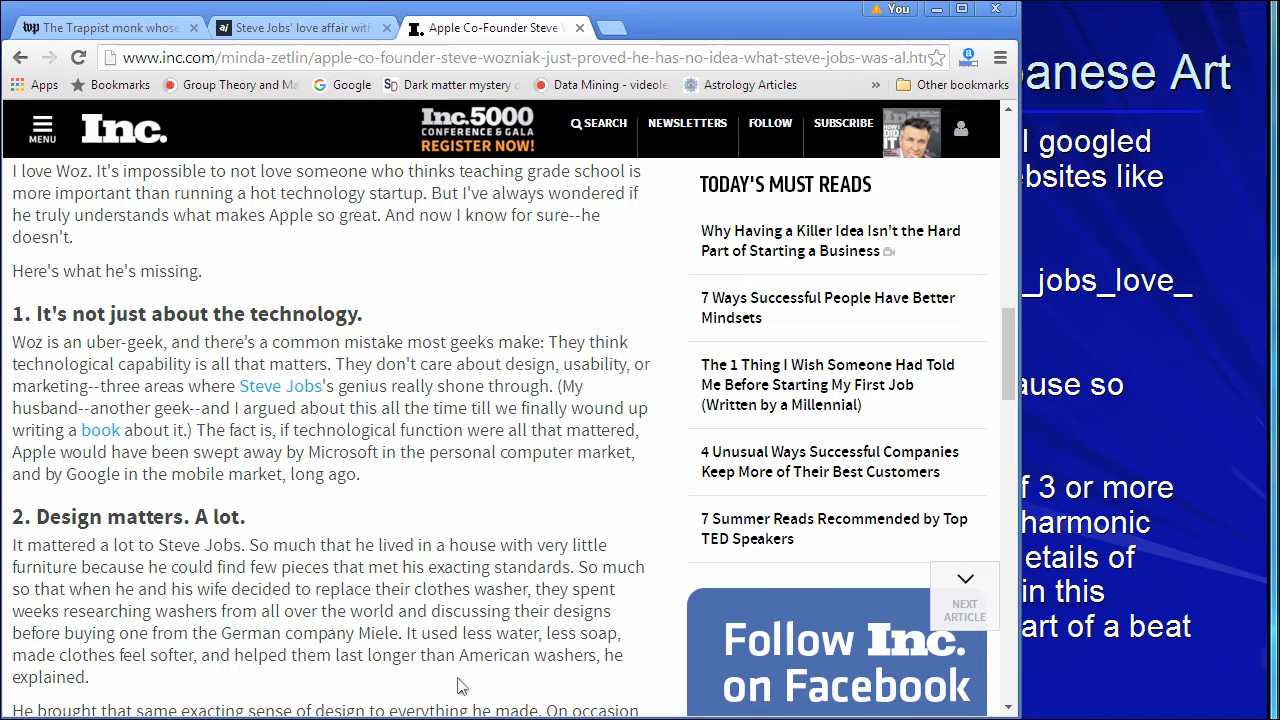 The Trappist monk whose
Steve Jobs' love affair with
Apple Co-Founder Steve W
You
www.inc.com/minda_zetlin/apple-co-founder-steve-wozniak-just-proved-he-has-no-idea-what-steve-jobs-was-al.htr
Apps
Bookmarks
Group Theory and Ma
Google
Dark matter mystery d
Data Mining - videole
Astrology Articles
»
Other bookmarks
MENU
Inc.
Inc.5000
CONFERENCE & GALA
REGISTER NOW!
SEARCH
NEWSLETTERS
FOLLOW
SUBSCRIBE
I love Woz. It's impossible to not love someone who thinks teaching grade school is
more important than running a hot technology startup. But I've always wondered if
he truly understands what makes Apple so great. And now I know for sure--he
doesn't.
Here's what he's missing.
1. It's not just about the technology.
Woz is an uber-geek, and there's a common mistake most geeks make: They think
technological capability is all that matters. They don't care about design, usability, or
marketing--three areas where Steve Jobs's genius really shone through. (My
husband--another geek--and I argued about this all the time till we finally wound up
writing a book about it.) The fact is, if technological function were all that mattered,
Apple would have been swept away by Microsoft in the personal computer market,
and by Google in the mobile market, long ago.
2. Design matters. A lot.
It mattered a lot to Steve Jobs. So much that he lived in a house with very little
furniture because he could find few pieces that met his exacting standards. So much
so that when he and his wife decided to replace their clothes washer, they spent
weeks researching washers from all over the world and discussing their designs
before buying one from the German company Miele. It used less water, less soap,
made clothes feel softer, and helped them last longer than American washers, he
explained.
He brought that same exacting sense of design to everything he made. On occasion
TODAY'S MUST READS
Why Having a Killer Idea Isn't the Hard
Part of Starting a Business
7 Ways Successful People Have Better
Mindsets
The 1 Thing I Wish Someone Had Told
Me Before Starting My First Job
(Written by a Millennial)
4 Unusual Ways Successful Companies
Keep More of Their Best Customers
7 Summer Reads Recommended by Top
TED Speakers
NEXT
ARTICLE
Follow Inc.
on Facebook
panese Art
I googled
ebsites like
_jobs_love_
ause so
f 3 or more
harmonic
etails of
in this
art of a beat